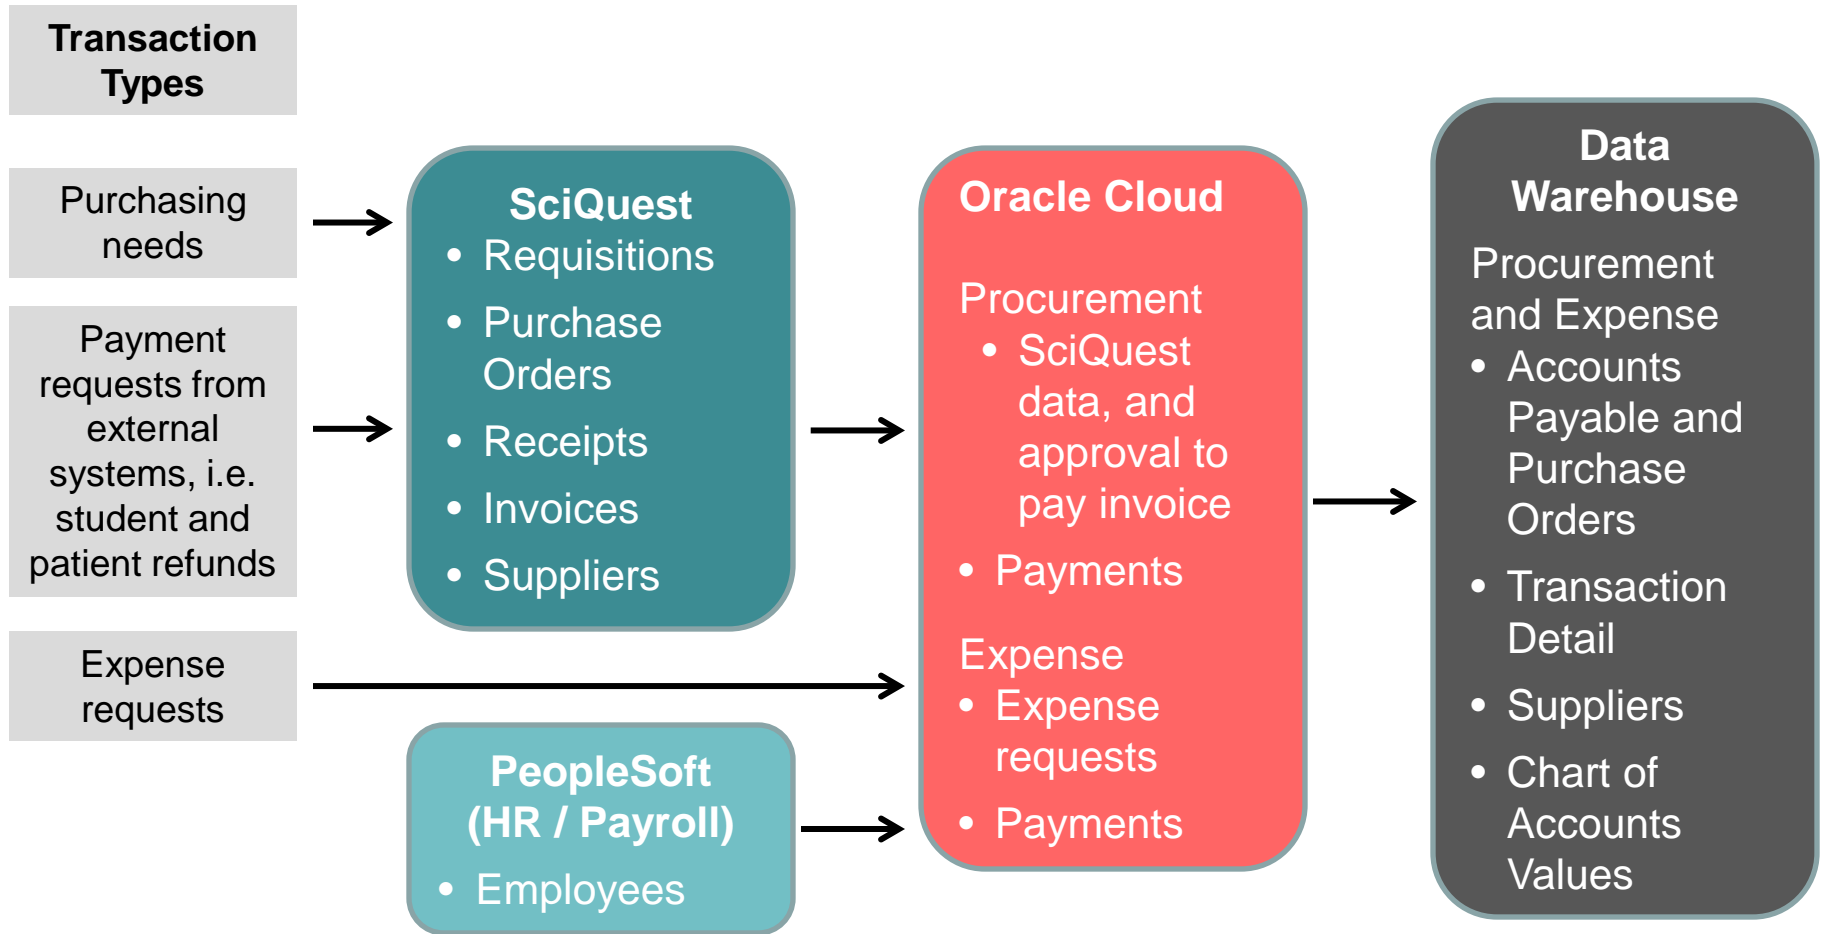 Transaction
Types
Purchasing
needs
Payment
requests from
external
systems, i.e.
student and
patient refunds
Expense
requests
SciQuest
• Requisitions
• Purchase
Orders
• Receipts
• Invoices
• Suppliers
PeopleSoft
(HR / Payroll)
• Employees
Oracle Cloud
Procurement
• SciQuest
data, and
approval to
pay invoice
• Payments
Expense
• Expense
requests
• Payments
Data
Warehouse
Procurement
and Expense
• Accounts
Payable and
Purchase
Orders
• Transaction
Detail
• Suppliers
• Chart of
Accounts
Values